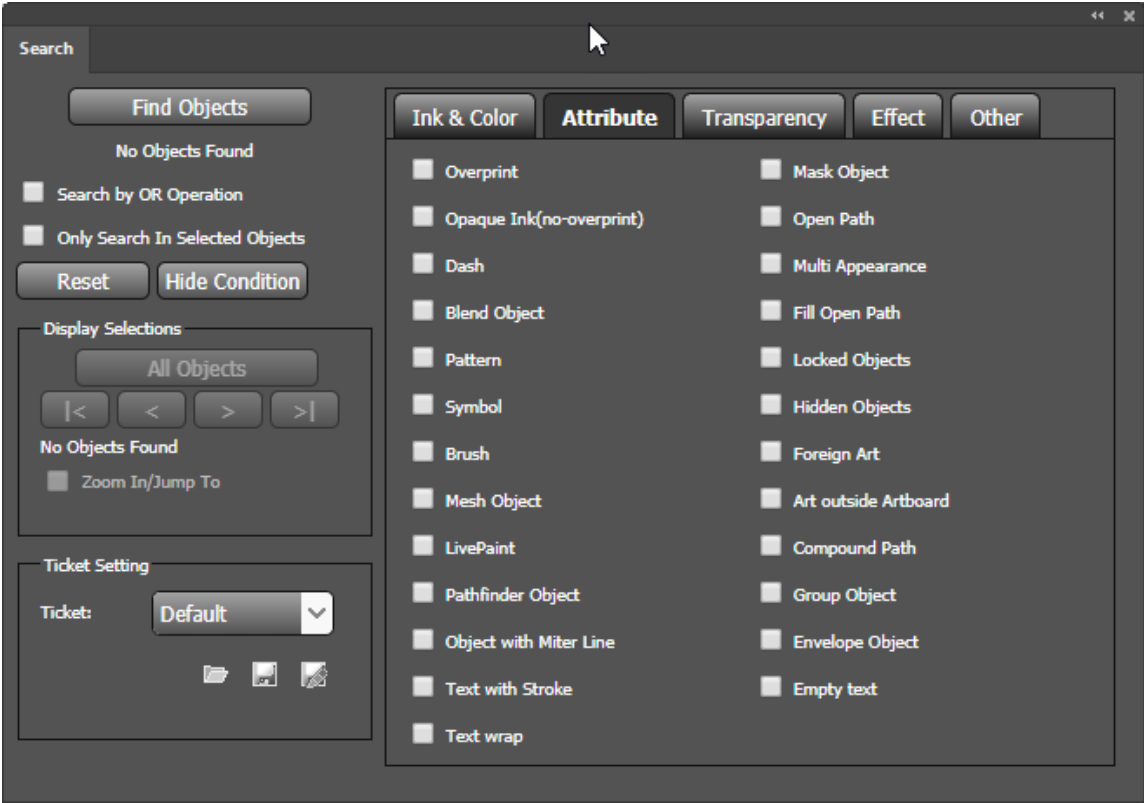 Search
Find Objects
No Objects Found
Search by OR Operation
Only Search In Selected Objects
Reset
Hide Condition
Display Selections
All Objects
|<
<
>
>|
No Objects Found
Zoom In/Jump To
Ticket Setting
Ticket:
Default
Ink & Color
Attribute
Transparency
Effect
Other
Overprint
Opaque Ink(no-overprint)
Dash
Blend Object
Pattern
Symbol
Brush
Mesh Object
LivePaint
Pathfinder Object
Object with Miter Line
Text with Stroke
Text wrap
Mask Object
Open Path
Multi Appearance
Fill Open Path
Locked Objects
Hidden Objects
Foreign Art
Art outside Artboard
Compound Path
Group Object
Envelope Object
Empty text